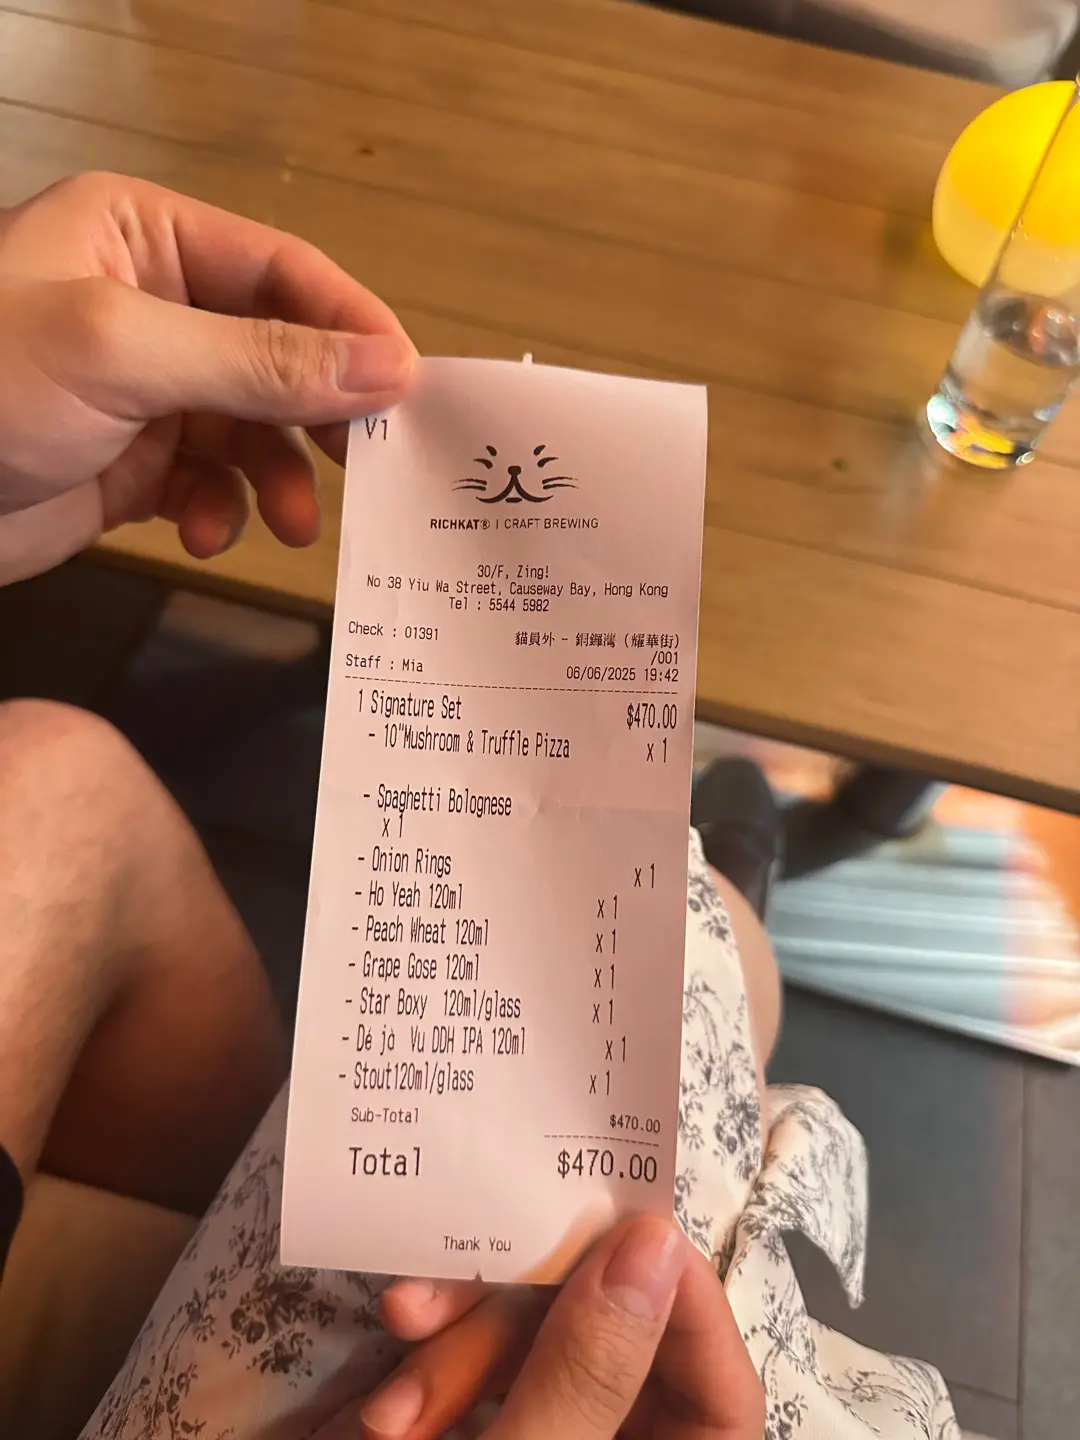 V1
RICHKAT® | CRAFT BREWING
30/F, Zing!
No 38 Yiu Wa Street, Causeway Bay, Hong Kong
Tel : 5544 5982
Check : 01391 貓員外 - 銅鑼灣 (耀華街)
/001
Staff : Mia 06/06/2025 19:42
1 Signature Set $470.00
- 10"Mushroom & Truffle Pizza x 1
- Spaghetti Bolognese
x 1
- Onion Rings x 1
- Ho Yeah 120ml x 1
- Peach Wheat 120ml x 1
- Grape Gose 120ml x 1
- Star Boxy 120ml/glass x 1
- Dé jà Vu DDH IPA 120ml x 1
- Stout120ml/glass x 1
Sub-Total $470.00
Total $470.00
Thank You